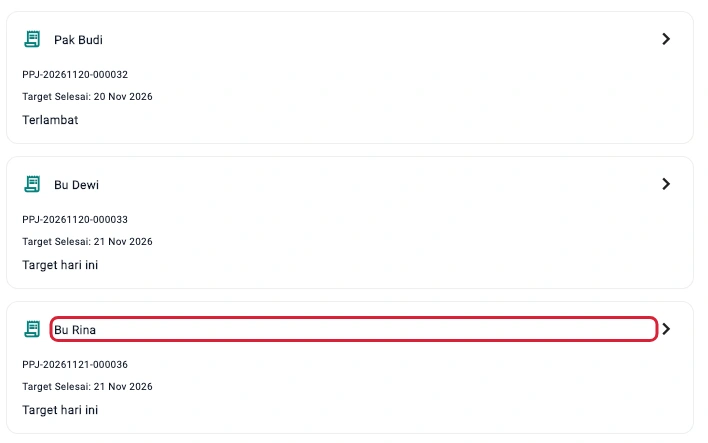 Pak Budi
PPJ-20261120-000032
Target Selesai: 20 Nov 2026
Terlambat
Bu Dewi
PPJ-20261120-000033
Target Selesai: 21 Nov 2026
Target hari ini
Bu Rina
PPJ-20261121-000036
Target Selesai: 21 Nov 2026
Target hari ini